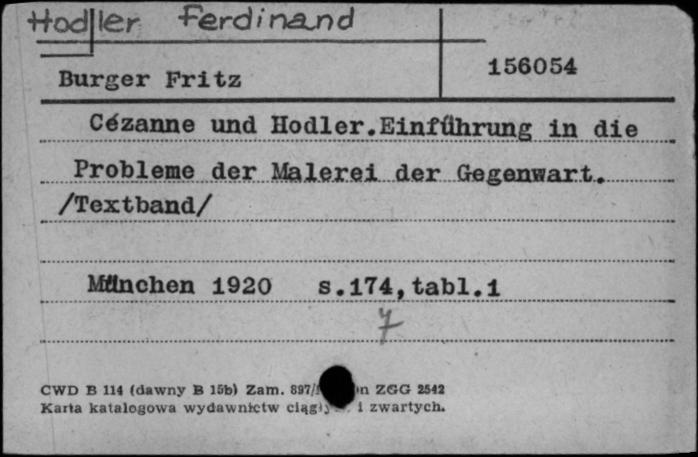 Hodler Ferdinand
Burger Fritz
156054
Cézanne und Hodler.Einführung in die
Probleme der Malerei der Gegenwart.
/Textband/
München 1920 s.174,tabl.1
7
CWD B 114 (dawny B 15b) Zam. 897/ n ZGG 2542
Karta katalogowa wydawnictw i zwartych.